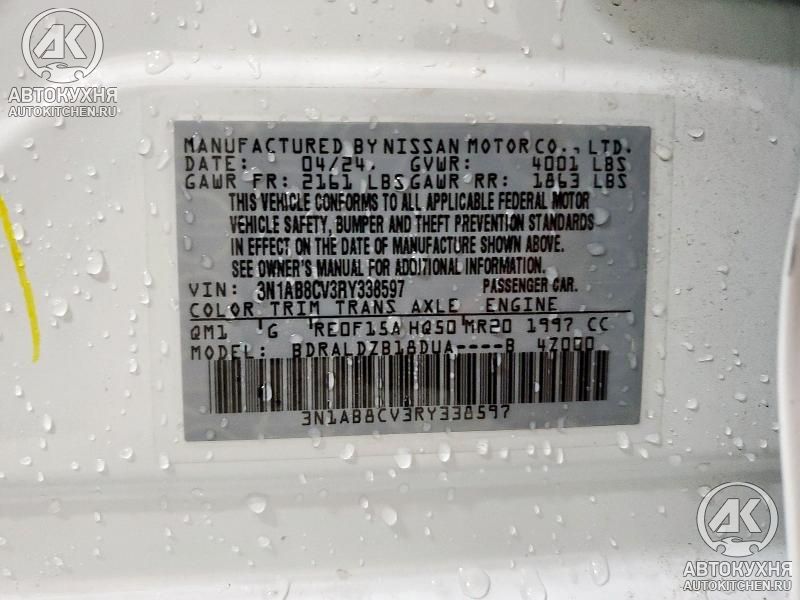 AK
АВТОКУХНЯ
AUTOKITCHEN.RU
MANUFACTURED BY NISSAN MOTOR CO., LTD.
DATE: 04/24. GVWR: 4001 LBS
GAWR FR: 2161 LBS GAWR RR: 1863 LBS
THIS VEHICLE CONFORMS TO ALL APPLICABLE FEDERAL MOTOR
VEHICLE SAFETY, BUMPER AND THEFT PREVENTION STANDARDS
IN EFFECT ON THE DATE OF MANUFACTURE SHOWN ABOVE.
SEE OWNER'S MANUAL FOR ADDITIONAL INFORMATION.
VIN: 3N1AB8CV3RY338597 PASSENGER CAR.
COLOR TRIM TRANS AXLE ENGINE
QM1 G RE0F15A HQ50 MR20 1997 CC
MODEL: BDRALDZB18DUA----B 4Z000
3N1AB8CV3RY338597
AK
АВТОКУХНЯ
AUTOKITCHEN.RU